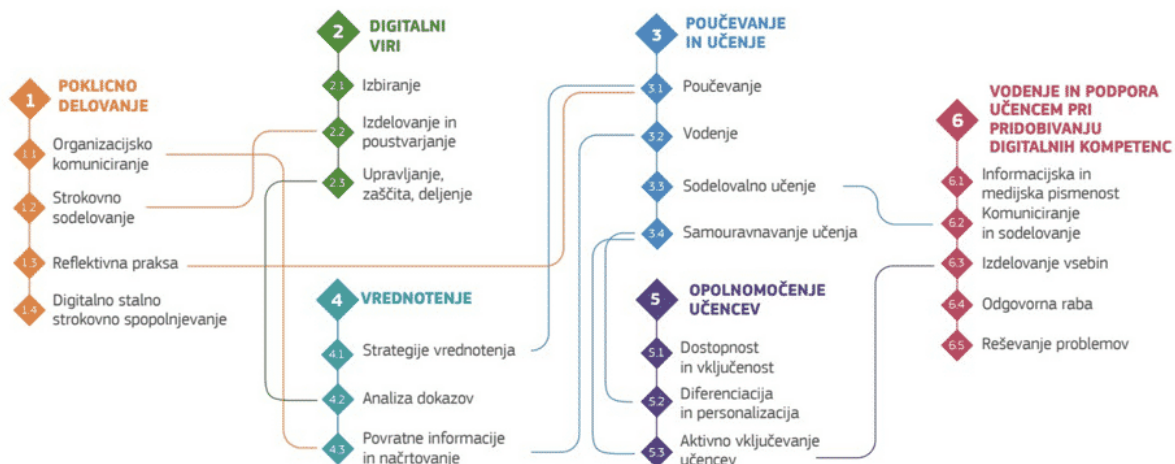 1
POKLICNO
DELOVANJE
1.1
Organizacijsko
komuniciranje
1.2
Strokovno
sodelovanje
1.3
Reflektivna praksa
1.4
Digitalno stalno
strokovno spopolnjevanje
2
DIGITALNI
VIRI
2.1
Izbiranje
2.2
Izdelovanje in
poustvarjanje
2.3
Upravljanje,
zaščita, deljenje
3
POUČEVANJE
IN UČENJE
3.1
Poučevanje
3.2
Vodenje
3.3
Sodelovalno učenje
3.4
Samouravnavanje učenja
4
VREDNOTENJE
4.1
Strategije vrednotenja
4.2
Analiza dokazov
4.3
Povratne informacije
in načrtovanje
5
OPOLNOMOČENJE
UČENCEV
5.1
Dostopnost
in vključenost
5.2
Diferenciacija
in personalizacija
5.3
Aktivno vključevanje
učencev
6
VODENJE IN PODPORA
UČENCEM PRI
PRIDOBIVANJU
DIGITALNIH KOMPETENC
6.1
Informacijska in
medijska pismenost
6.2
Komuniciranje
in sodelovanje
6.3
Izdelovanje vsebin
6.4
Odgovorna raba
6.5
Reševanje problemov